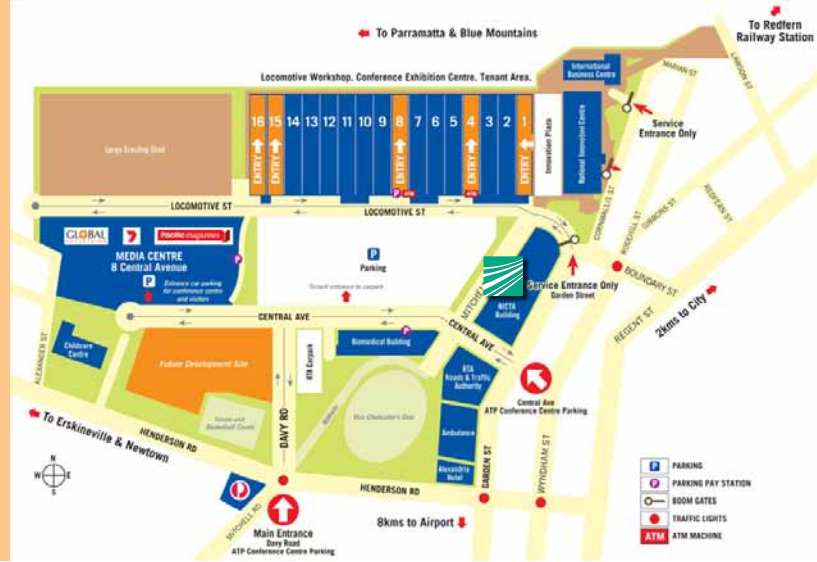 To Parramatta & Blue Mountains
To Redfern
Railway Station
Locomotive Workshop. Conference Exhibition Centre. Tenant Area.
International
Business Centre
MARIAN ST
LAWSON ST
Service
Entrance Only
16 15 14 13 12 11 10 9 8 7 6 5 4 3 2 1
ENTRY
ENTRY
ENTRY
ENTRY
ENTRY
Innovation Plaza
National Innovation Centre
Large Erecting Shed
P
ATM
ATM
CORNWALLIS ST
ROSEHILL ST
GIBBONS ST
REDFEAN ST
LOCOMOTIVE ST
LOCOMOTIVE ST
GLOBAL
7
Pacific magazines
MEDIA CENTRE
8 Central Avenue
P
P
Entrance car parking
for conference centre
and visitors
P
Parking
Tenant entrance to carpark
MITCHELL
NICTA
Building
Service Entrance Only
Garden Street
BOUNDARY ST
REGENT ST
2kms to City
CENTRAL AVE
CENTRAL AVE
ALEXANDER ST
Childcare
Centre
Future Development Site
RTA Carpark
P
Biomedical Building
RTA
Roads & Traffic
Authority
Central Ave
ATP Conference Centre Parking
Tennis and
Basketball Courts
DAVY RD
Vice Chancellor's Oval
Ambulance
Alexandria
Hotel
To Erskineville & Newtown
HENDERSON RD
HENDERSON RD
GARDEN ST
WYNDHAM ST
N
W E
S
MITCHELL RD
Main Entrance
Davy Road
ATP Conference Centre Parking
8kms to Airport
P PARKING
P PARKING PAY STATION
BOOM GATES
TRAFFIC LIGHTS
ATM ATM MACHINE